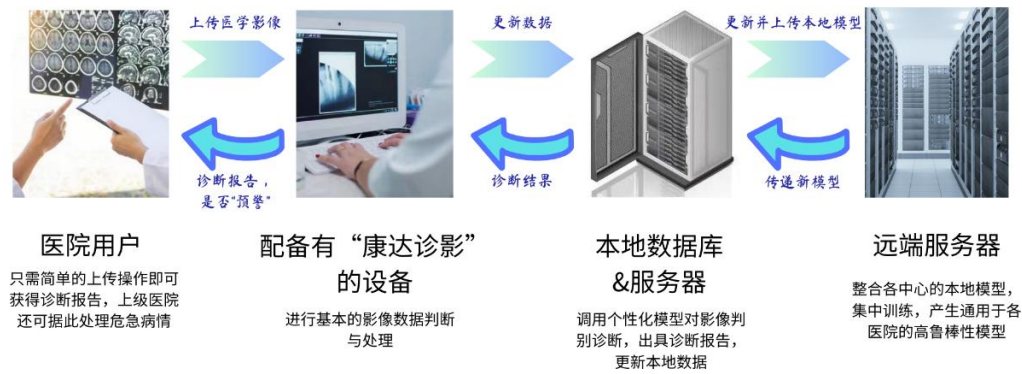 上传医学影像
更新数据
更新并上传本地模型
诊断报告，
是否“预警”
诊断结果
传递新模型
医院用户
只需简单的上传操作即可
获得诊断报告，上级医院
还可据此处理危急病情
配备有“康达诊影”
的设备
进行基本的影像数据判断
与处理
本地数据库
&服务器
调用个性化模型对影像判
别诊断，出具诊断报告，
更新本地数据
远端服务器
整合各中心的本地模型，
集中训练，产生通用于各
医院的高鲁棒性模型